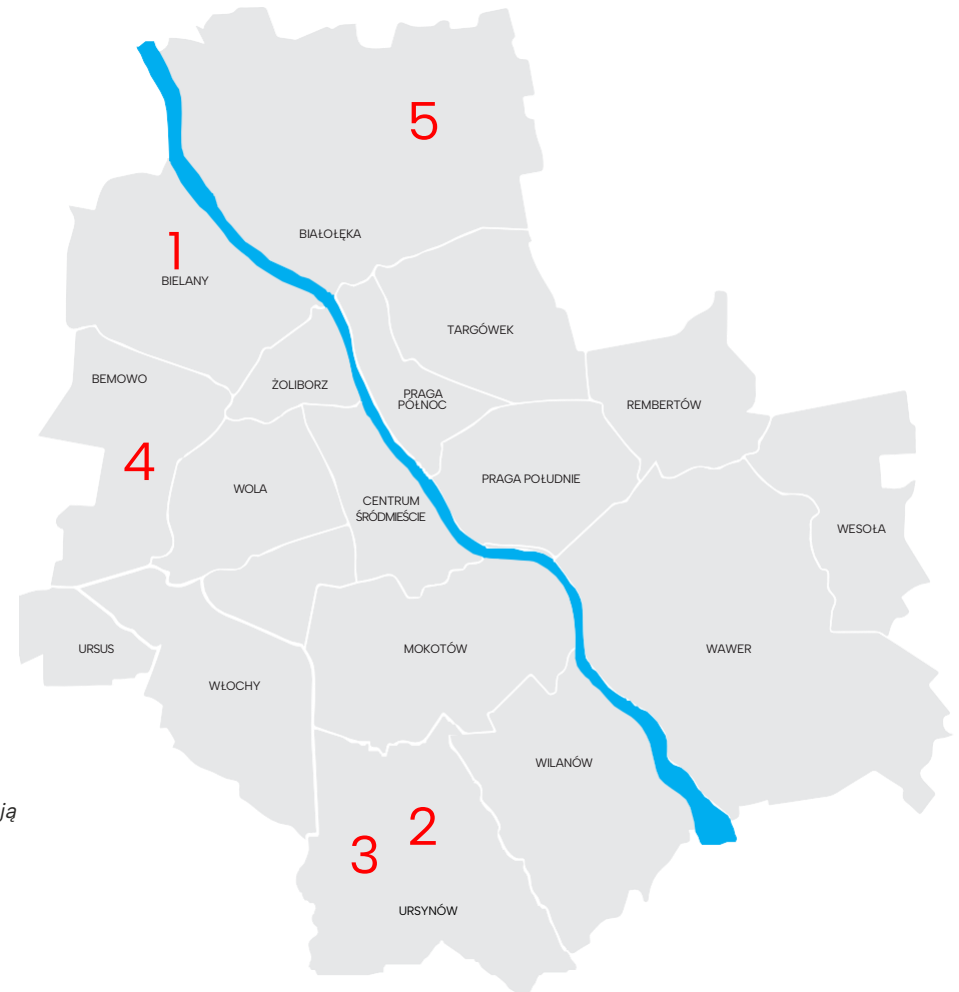 5
BIAŁOŁĘKA
1
BIELANY
TARGÓWEK
BEMOWO
ŻOLIBORZ
PRAGA
PÓŁNOC
REMBERTÓW
4
WOLA
PRAGA POŁUDNIE
CENTRUM
ŚRÓDMIEŚCIE
WESOŁA
URSUS
MOKOTÓW
WAWER
WŁOCHY
WILANÓW
ją
2
3
URSYNÓW